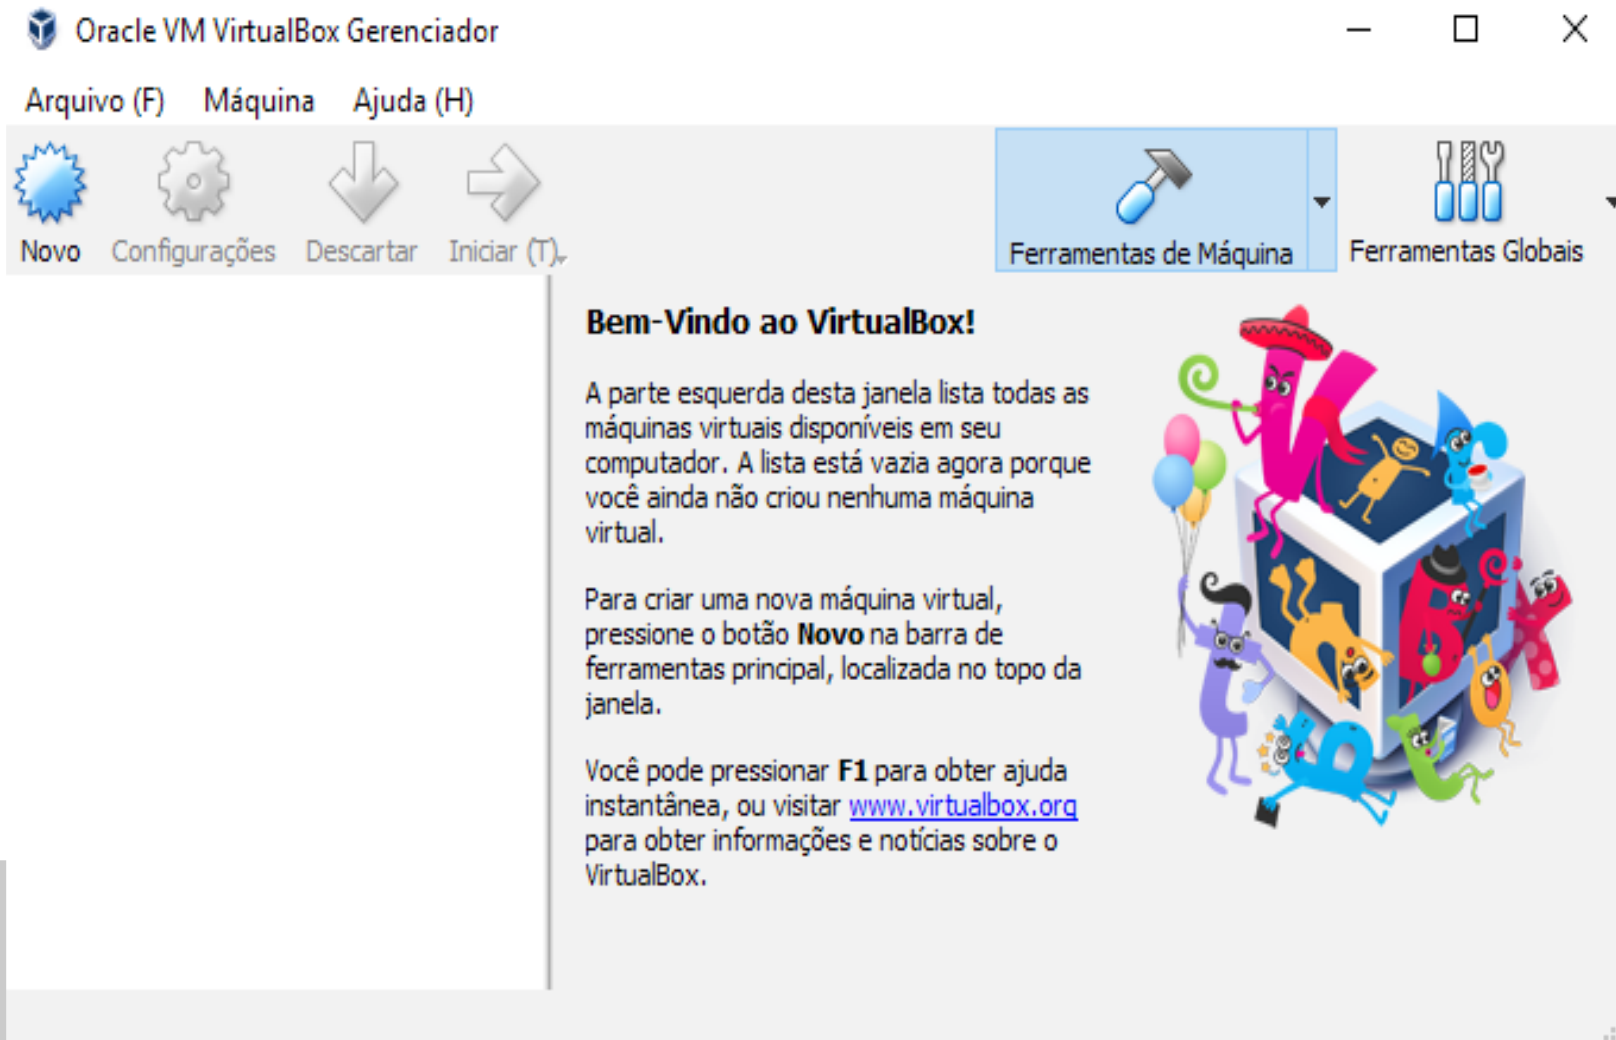 Oracle VM VirtualBox Gerenciador
Arquivo (F) Máquina Ajuda (H)
Novo Configurações Descartar Iniciar (T) Ferramentas de Máquina Ferramentas Globais
Bem-Vindo ao VirtualBox!
A parte esquerda desta janela lista todas as
máquinas virtuais disponíveis em seu
computador. A lista está vazia agora porque
você ainda não criou nenhuma máquina
virtual.
Para criar uma nova máquina virtual,
pressione o botão Novo na barra de
ferramentas principal, localizada no topo da
janela.
Você pode pressionar F1 para obter ajuda
instantânea, ou visitar www.virtualbox.org
para obter informações e notícias sobre o
VirtualBox.